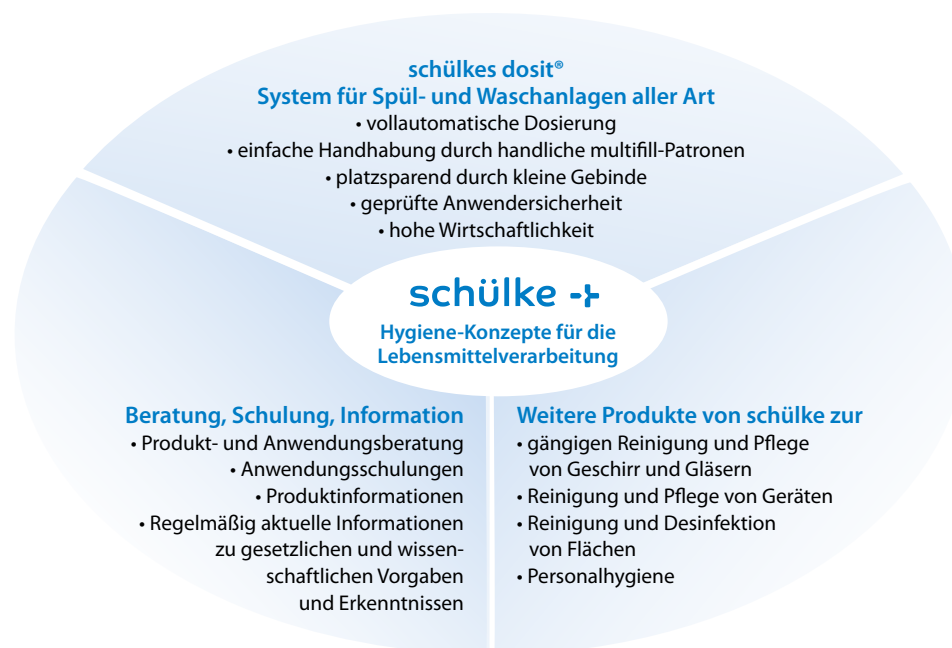 schülkes dosit®
System für Spül- und Waschanlagen aller Art
• vollautomatische Dosierung
• einfache Handhabung durch handliche multifill-Patronen
• platzsparend durch kleine Gebinde
• geprüfte Anwendersicherheit
• hohe Wirtschaftlichkeit
schülke -+
Hygiene-Konzepte für die
Lebensmittelverarbeitung
Beratung, Schulung, Information
• Produkt- und Anwendungsberatung
• Anwendungsschulungen
• Produktinformationen
• Regelmäßig aktuelle Informationen
zu gesetzlichen und wissen-
schaftlichen Vorgaben
und Erkenntnissen
Weitere Produkte von schülke zur
• gängigen Reinigung und Pflege
von Geschirr und Gläsern
• Reinigung und Pflege von Geräten
• Reinigung und Desinfektion
von Flächen
• Personalhygiene